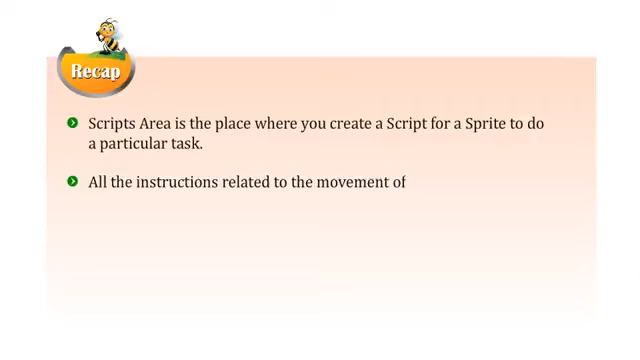 Recap
Scripts Area is the place where you create a Script for a Sprite to do
a particular task.
All the instructions related to the movement of